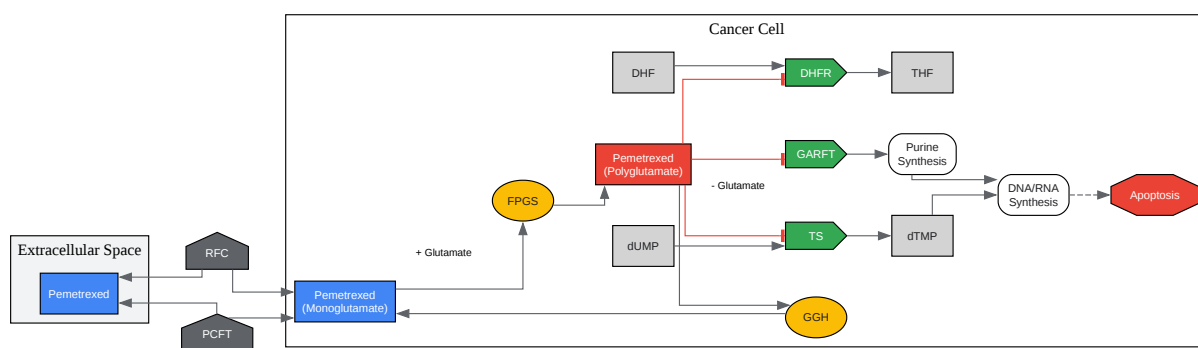 Cancer Cell
DHF
DHFR
THF
Pemetrexed
(Polyglutamate)
GARFT
Purine
Synthesis
- Glutamate
DNA/RNA
Synthesis
Apoptosis
FPGS
dUMP
TS
dTMP
Extracellular Space
Pemetrexed
RFC
PCFT
+ Glutamate
Pemetrexed
(Monoglutamate)
GGH